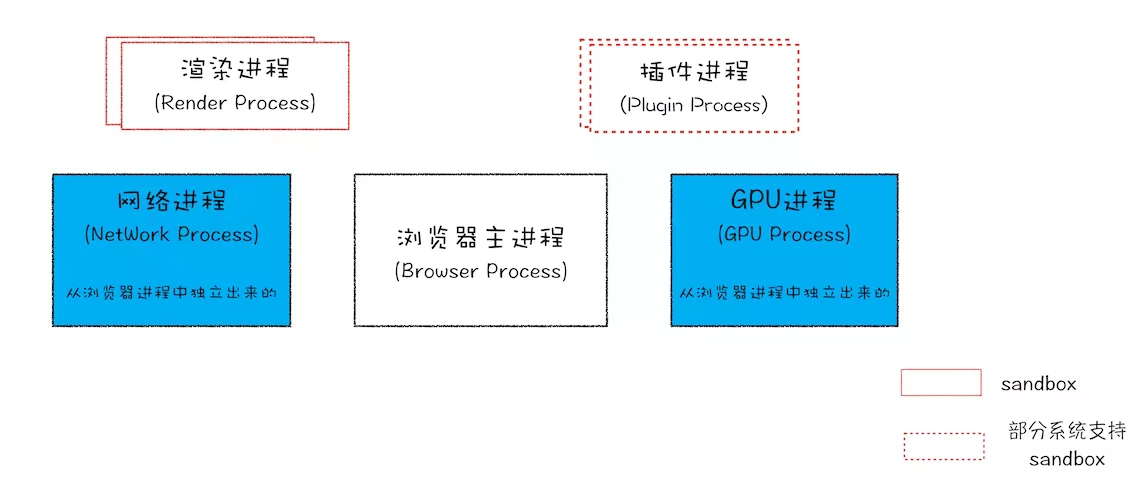 渲染进程
(Render Process)
插件进程
(Plugin Process)
网络进程
(NetWork Process)
从浏览器进程中独立出来的
浏览器主进程
(Browser Process)
GPU进程
(GPU Process)
从浏览器进程中独立出来的
sandbox
部分系统支持
sandbox